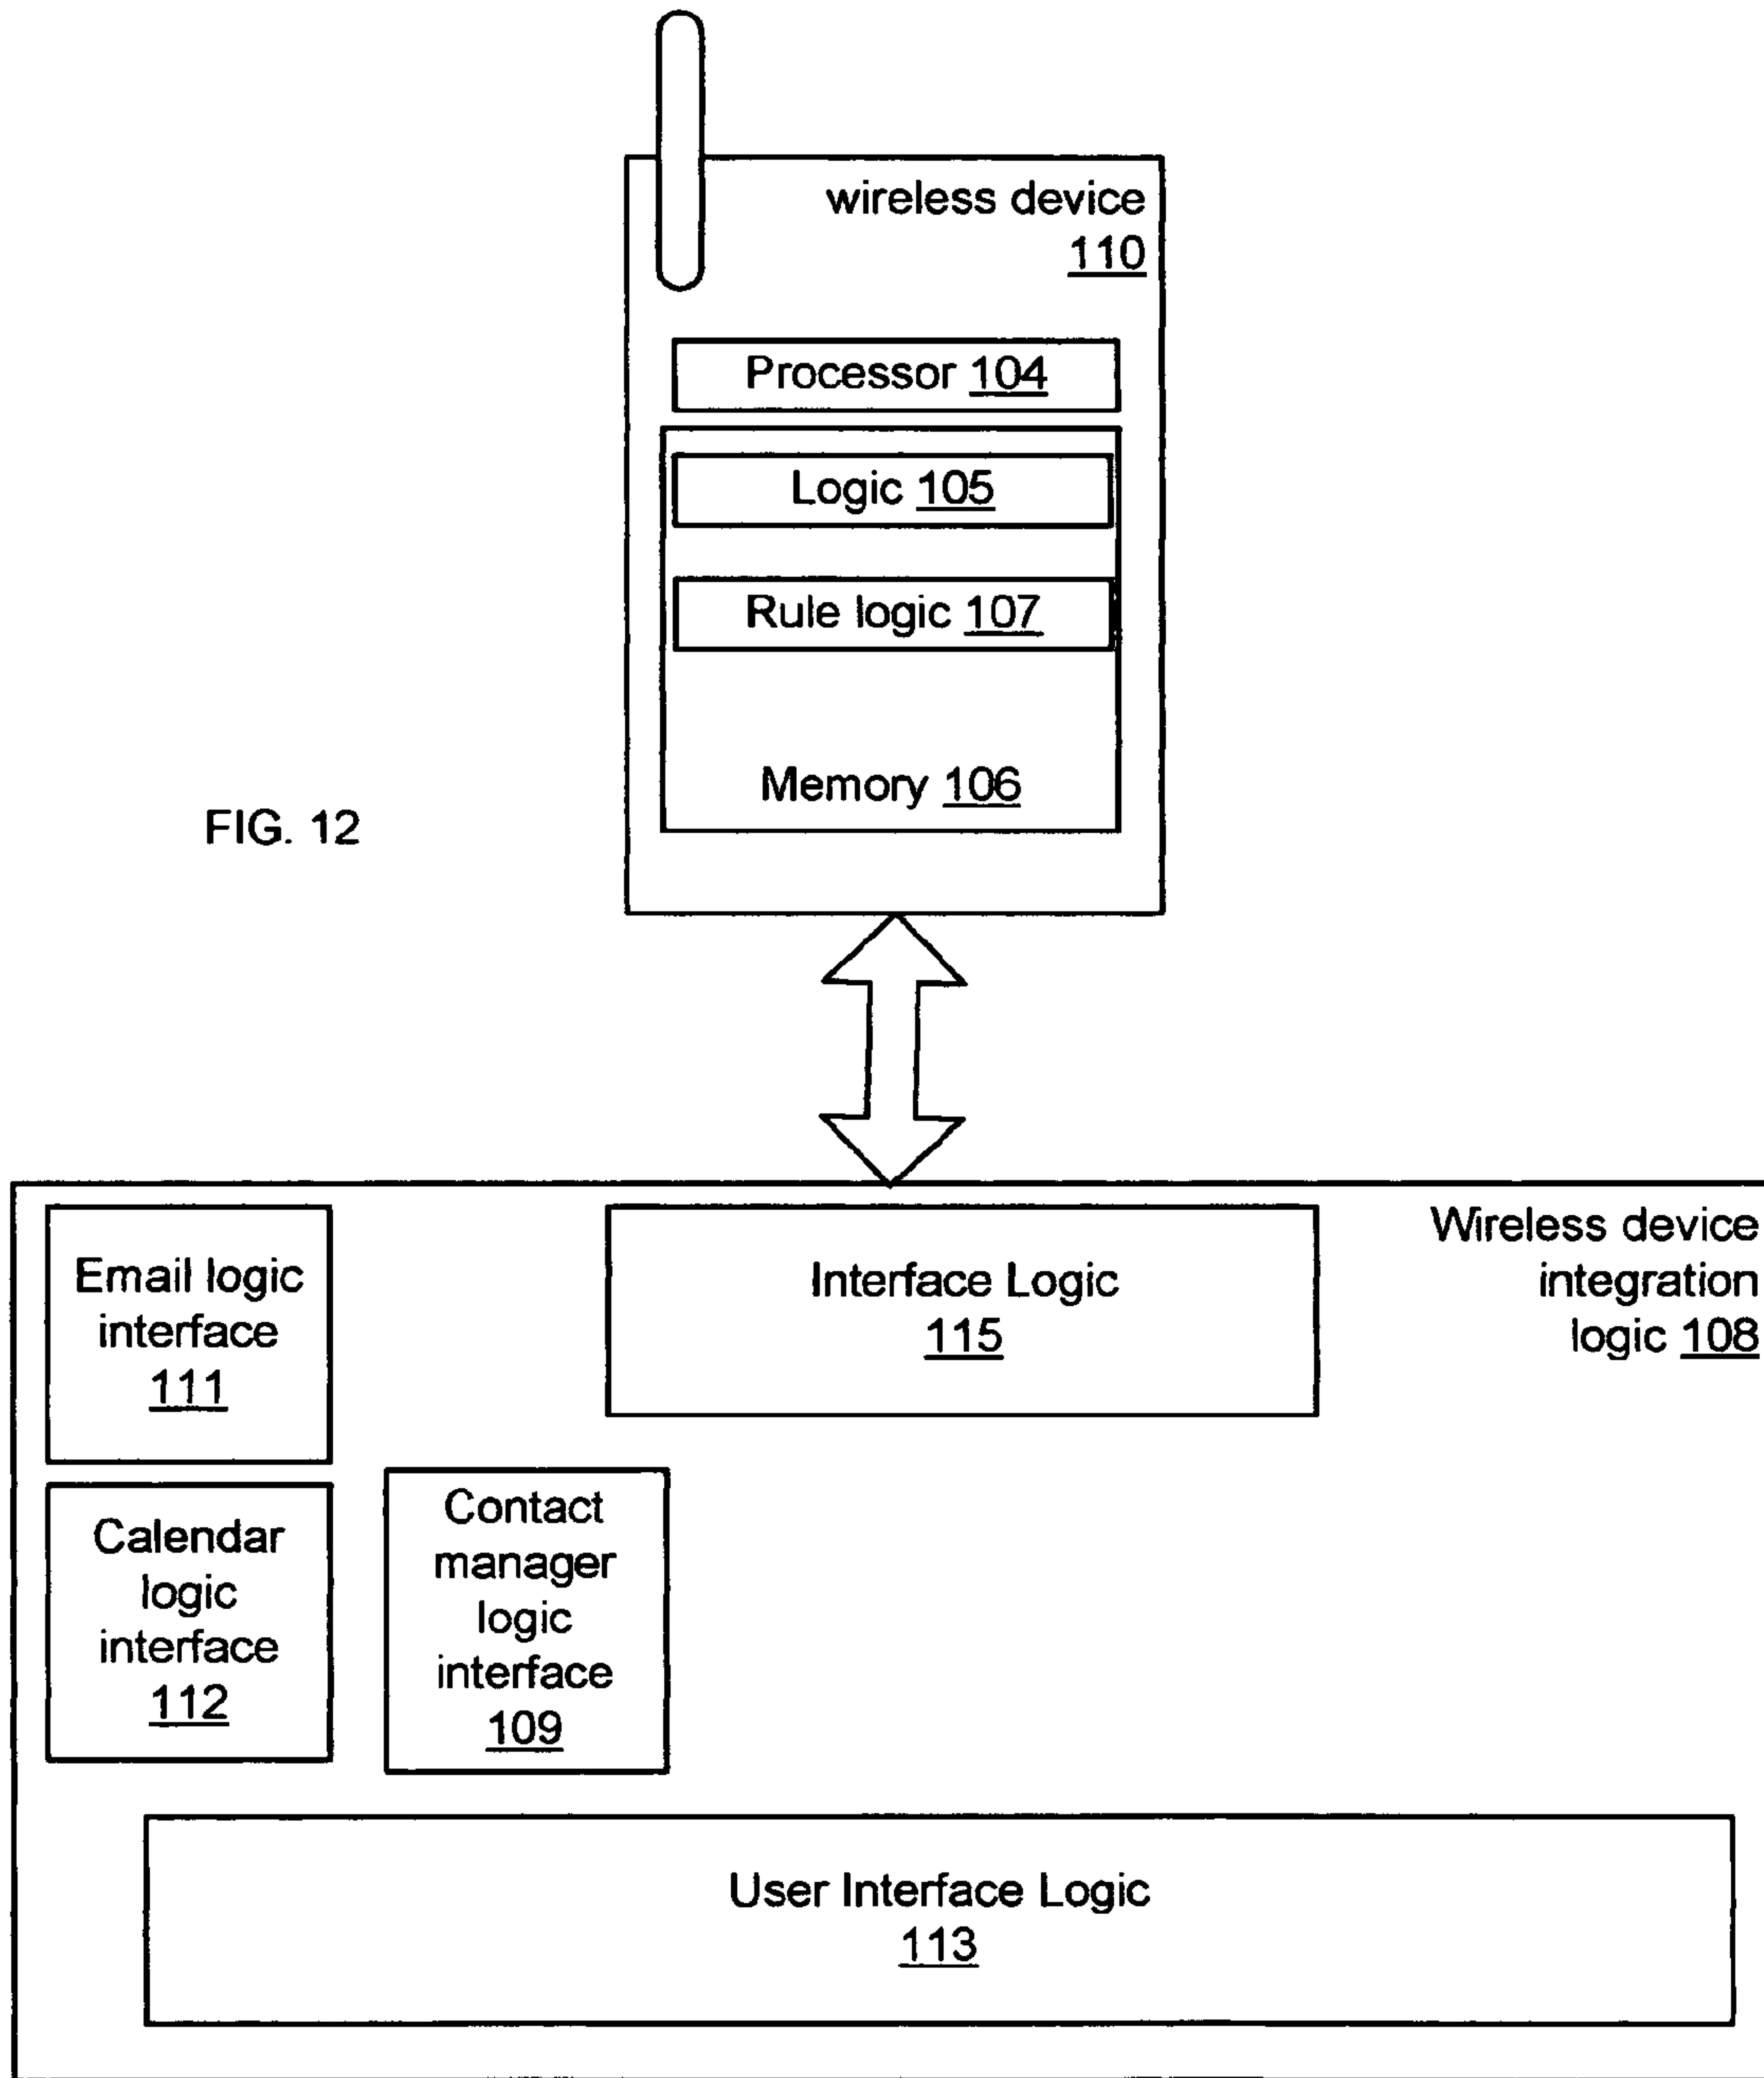 wireless device
110
Processor 104
Logic 105
Rule logic 107
Memory 106
FIG. 12
Email logic
interface
111
Interface Logic
115
Wireless device
integration
logic 108
Calendar
logic
interface
112
Contact
manager
logic
interface
109
User Interface Logic
113